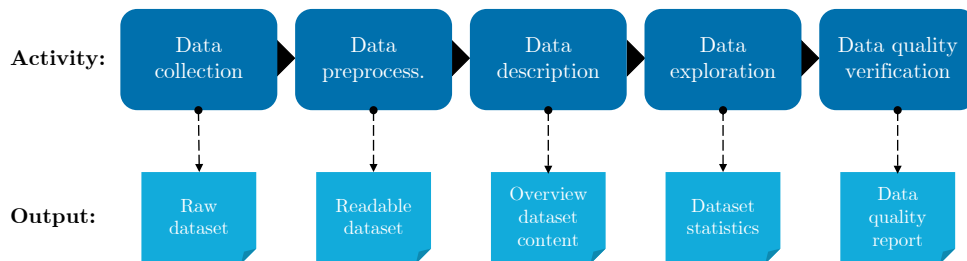 Activity:
Data
collection
Data
preprocess.
Data
description
Data
exploration
Data quality
verification
Output:
Raw
dataset
Readable
dataset
Overview
dataset
content
Dataset
statistics
Data
quality
report